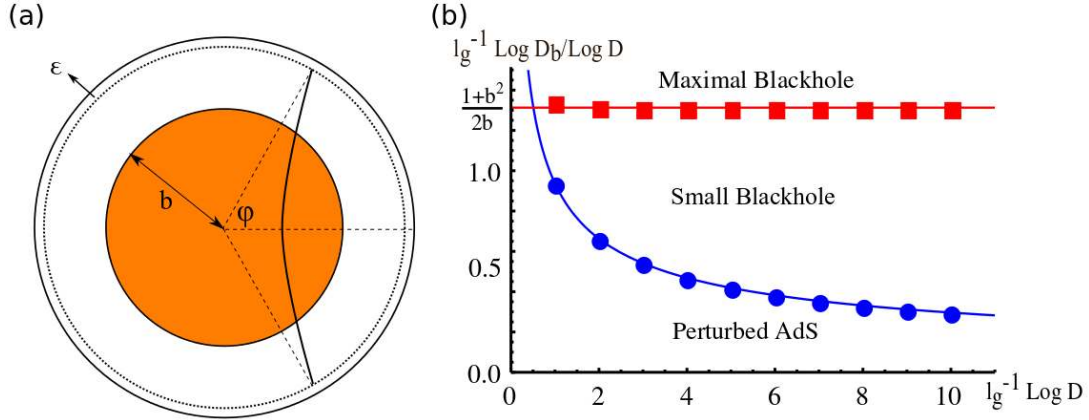 (a)
ε
b
φ
(b)
lg⁻¹ Log D_b/Log D
1+b²
2b
1.0
0.5
0.0
Maximal Blackhole
Small Blackhole
Perturbed AdS
0 2 4 6 8 10 lg⁻¹ Log D